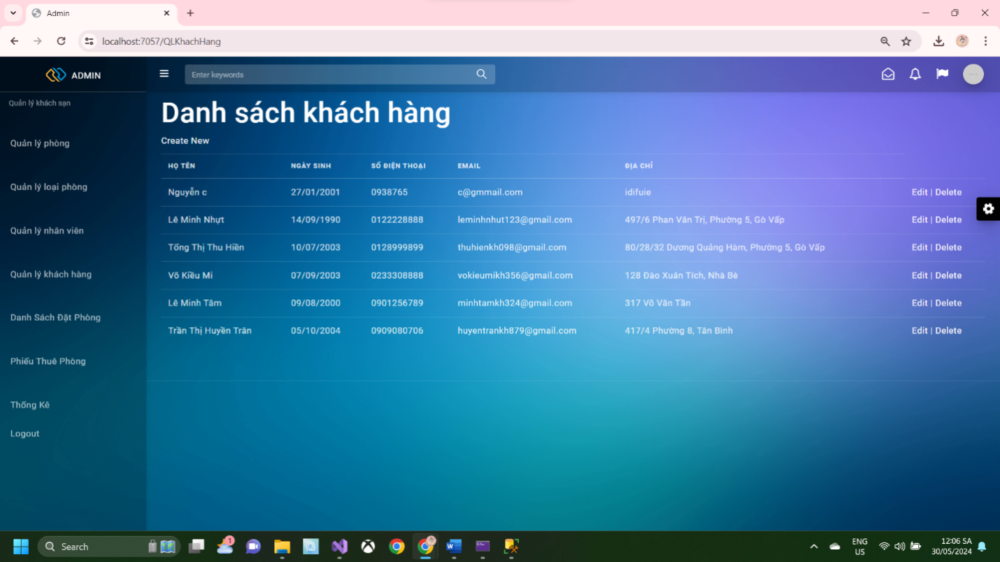 Admin
localhost:7057/QLKhachHang
ADMIN
Enter keywords
Quản lý khách sạn
Quản lý phòng
Quản lý loại phòng
Quản lý nhân viên
Quản lý khách hàng
Danh Sách Đặt Phòng
Phiếu Thuê Phòng
Thống Kê
Logout
Danh sách khách hàng
Create New
HỌ TÊN NGÀY SINH SỐ ĐIỆN THOẠI EMAIL ĐỊA CHỈ
Nguyễn c 27/01/2001 0938765 c@gmmail.com idifuie Edit | Delete
Lê Minh Nhựt 14/09/1990 0122228888 leminhnhut123@gmail.com 497/6 Phan Văn Trị, Phường 5, Gò Vấp Edit | Delete
Tống Thị Thu Hiền 10/07/2003 0128999899 thuhienkh098@gmail.com 80/28/32 Dương Quảng Hàm, Phường 5, Gò Vấp Edit | Delete
Võ Kiều Mi 07/09/2003 0233308888 vokieumikh356@gmail.com 128 Đào Xuân Tích, Nhà Bè Edit | Delete
Lê Minh Tâm 09/08/2000 0901256789 minhtamkh324@gmail.com 317 Võ Văn Tần Edit | Delete
Trần Thị Huyền Trân 05/10/2004 0909080706 huyentrankh879@gmail.com 417/4 Phường 8, Tân Bình Edit | Delete
Search
1
ENG
US
12:06 SA
30/05/2024